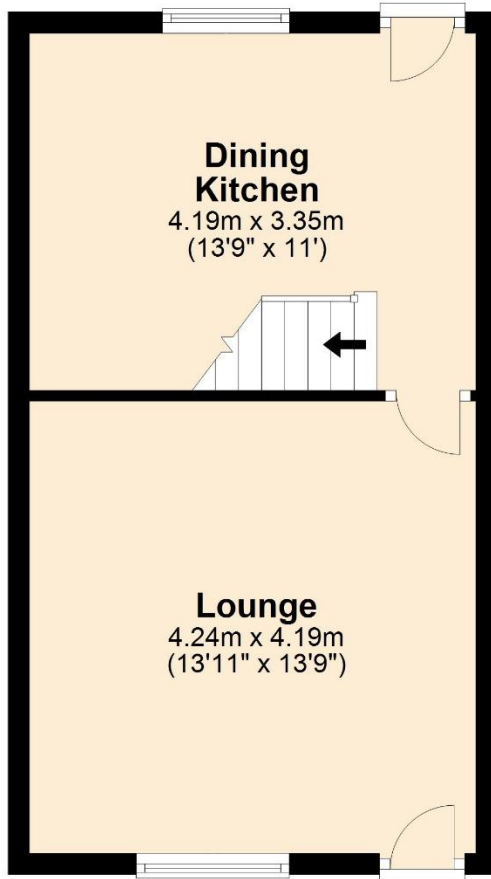 Dining
Kitchen
4.19m x 3.35m
(13'9" x 11')
Lounge
4.24m x 4.19m
(13'11" x 13'9")